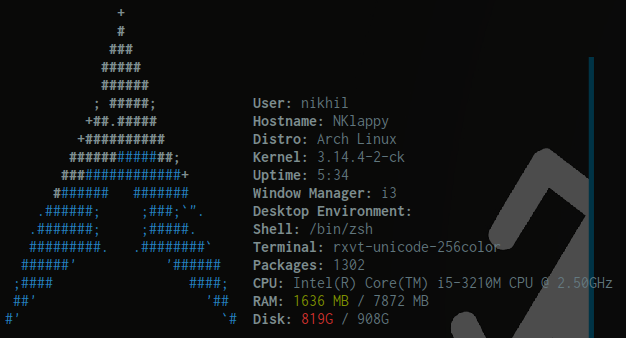 User: nikhil
Hostname: NKlappy
Distro: Arch Linux
Kernel: 3.14.4-2-ck
Uptime: 5:34
Window Manager: i3
Desktop Environment:
Shell: /bin/zsh
Terminal: rxvt-unicode-256color
Packages: 1302
CPU: Intel(R) Core(TM) i5-3210M CPU @ 2.50GHz
RAM: 1636 MB / 7872 MB
Disk: 819G / 908G